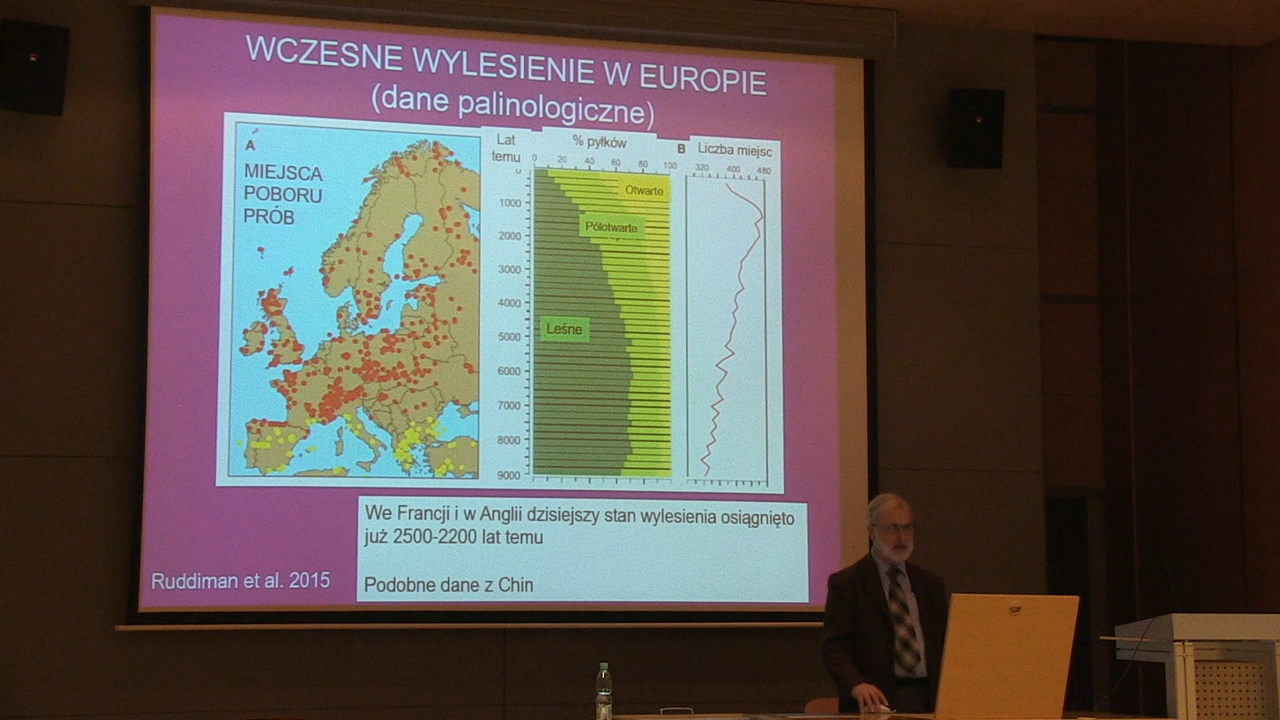 WCZESNE WYLESIENIE W EUROPIE
(dane palinologiczne)
A
MIEJSCA
POBORU
PRÓB
Lat
temu
% pyłków
0 20 40 60 80 100
0
1000
2000
3000
4000
5000
6000
7000
8000
9000
Otwarte
Półotwarte
Leśne
B
Liczba miejsc
320 400 480
We Francji i w Anglii dzisiejszy stan wylesienia osiągnięto
już 2500-2200 lat temu
Podobne dane z Chin
Ruddiman et al. 2015